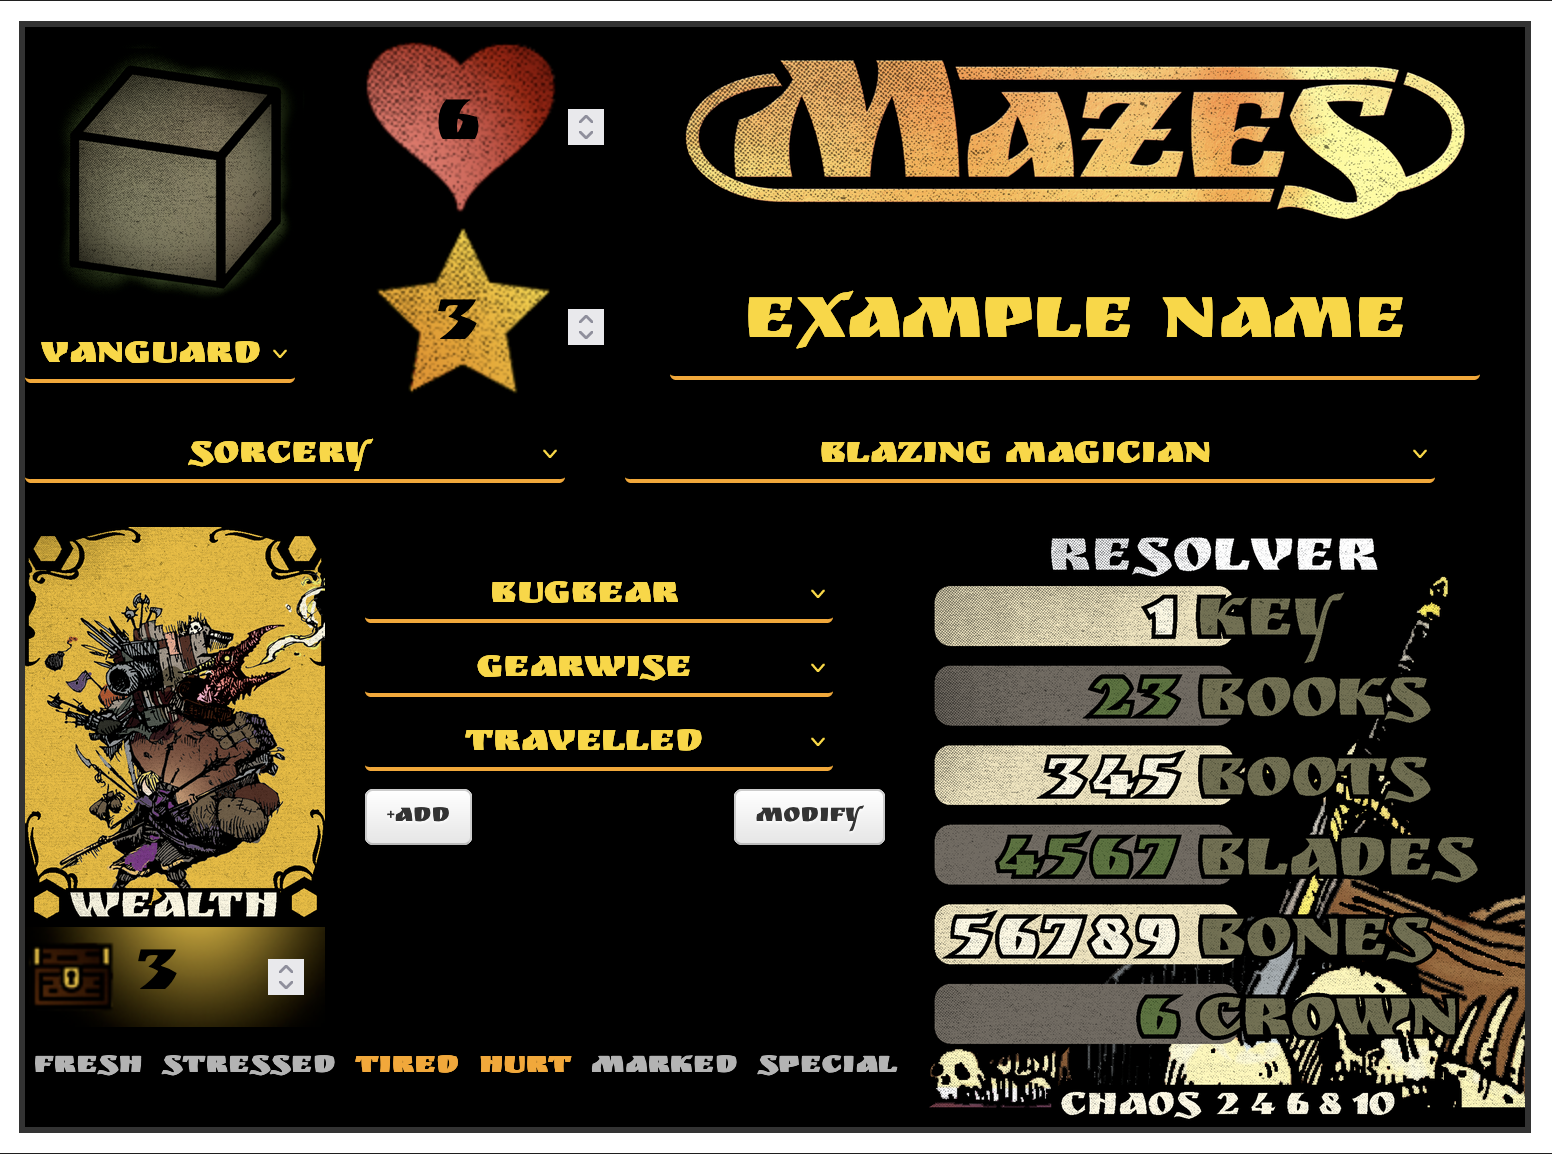 6
MAZES
3
EXAMPLE NAME
VANGUARD
SORCERY
BLAZING MAGICIAN
WEALTH
3
BUGBEAR
GEARWISE
TRAVELLED
+ADD
MODIFY
RESOLVER
1 KEY
23 BOOKS
345 BOOTS
4567 BLADES
56789 BONES
6 CROWN
CHAOS 2 4 6 8 10
FRESH STRESSED TIRED HURT MARKED SPECIAL